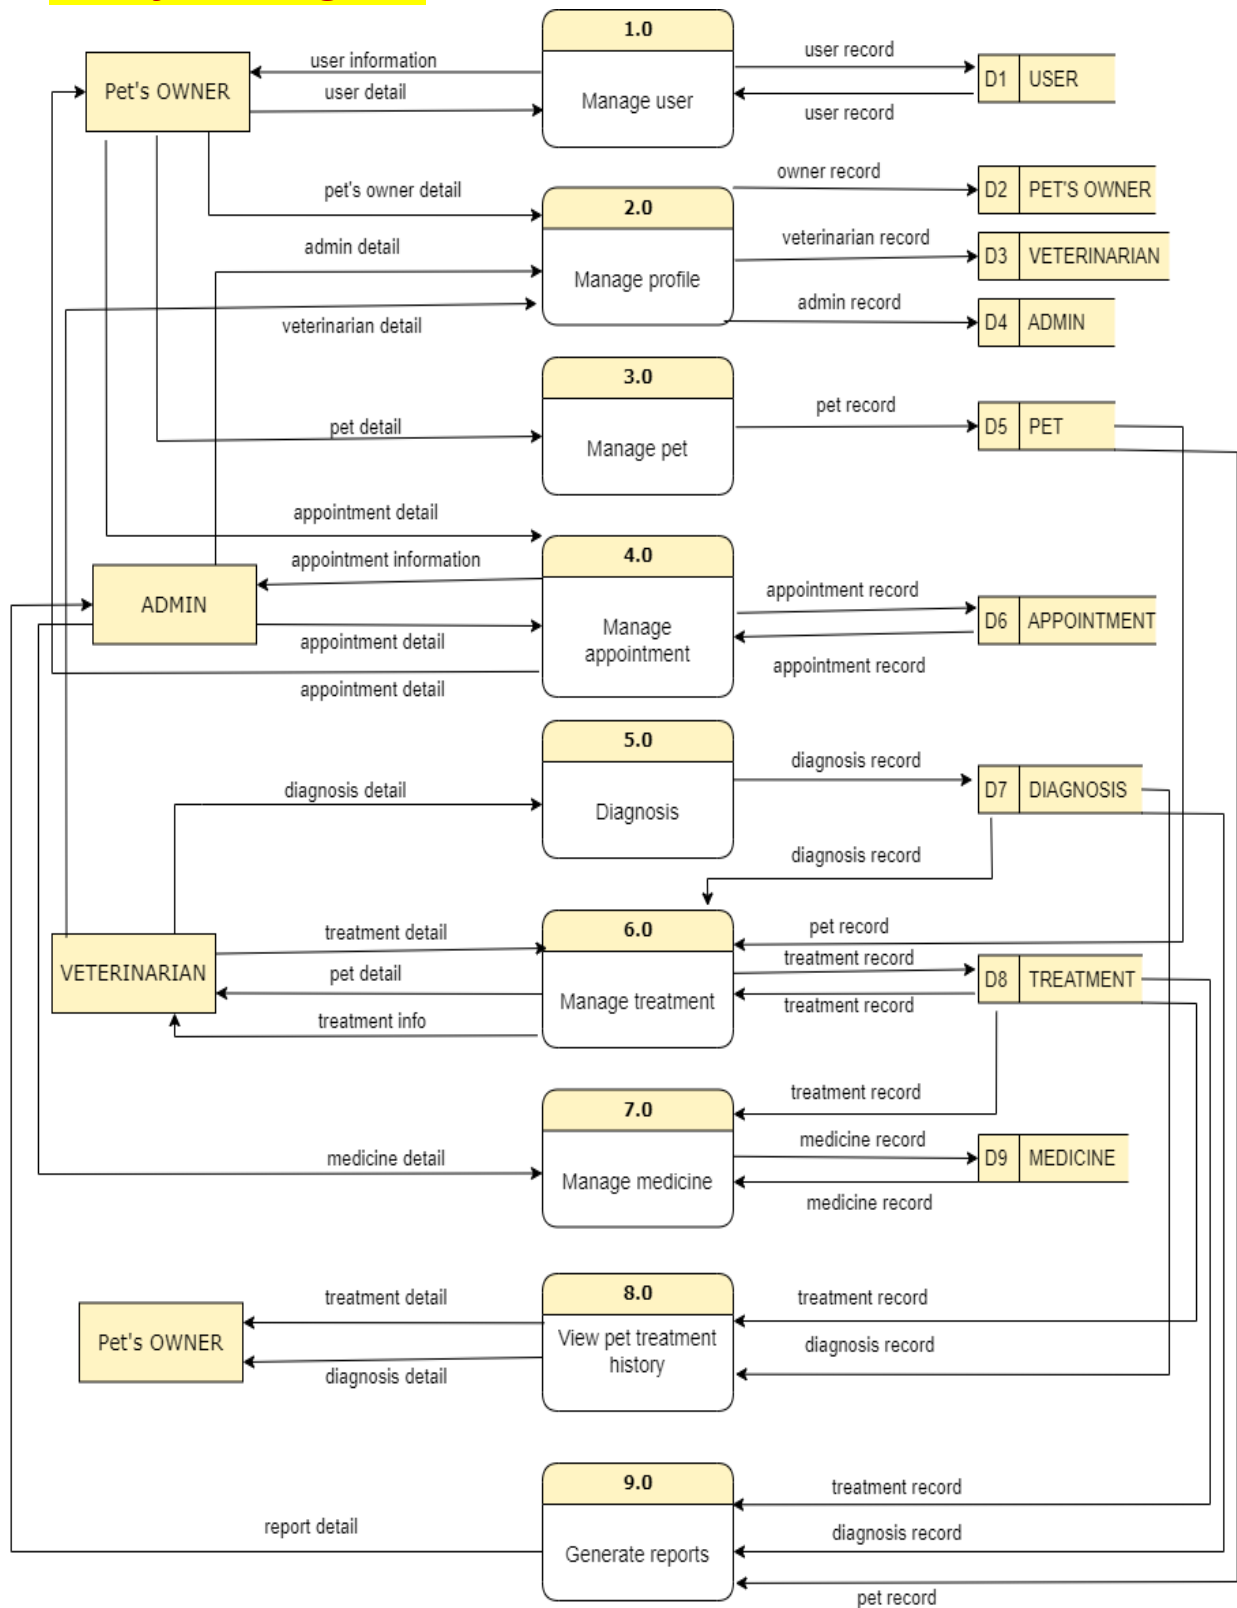 1.0
user information
user record
Pet's OWNER
D1 USER
user detail
Manage user
user record
owner record
pet's owner detail
D2 PET'S OWNER
2.0
admin detail
veterinarian record
D3 VETERINARIAN
Manage profile
admin record
veterinarian detail
D4 ADMIN
3.0
pet record
pet detail
D5 PET
Manage pet
appointment detail
4.0
appointment information
appointment record
ADMIN
D6 APPOINTMENT
Manage
appointment
appointment detail
appointment record
appointment detail
5.0
diagnosis record
diagnosis detail
D7 DIAGNOSIS
Diagnosis
diagnosis record
6.0
pet record
treatment detail
treatment record
VETERINARIAN
pet detail
D8 TREATMENT
Manage treatment
treatment record
treatment info
treatment record
7.0
medicine record
medicine detail
D9 MEDICINE
Manage medicine
medicine record
8.0
treatment detail
treatment record
Pet's OWNER
View pet treatment
history
diagnosis record
diagnosis detail
9.0
treatment record
report detail
diagnosis record
Generate reports
pet record